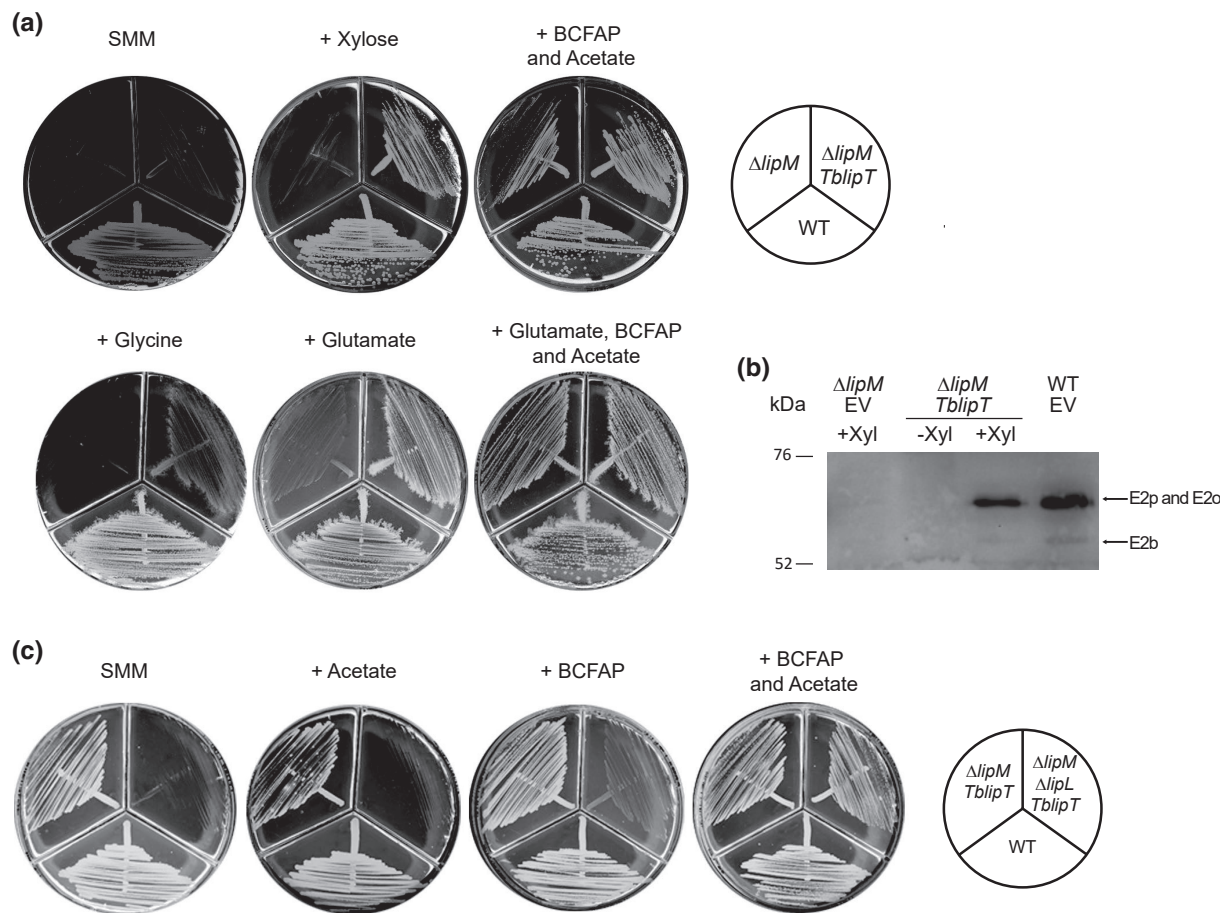 (a)
SMM
+ Xylose
+ BCFAP
and Acetate
ΔlipM
ΔlipM
TblipT
WT
+ Glycine
+ Glutamate
+ Glutamate, BCFAP
and Acetate
(b)
kDa
ΔlipM
EV
ΔlipM
TblipT
WT
EV
+Xyl
-Xyl
+Xyl
76
E2p and E2o
E2b
52
(c)
SMM
+ Acetate
+ BCFAP
+ BCFAP
and Acetate
ΔlipM
TblipT
ΔlipM
ΔlipL
TblipT
WT